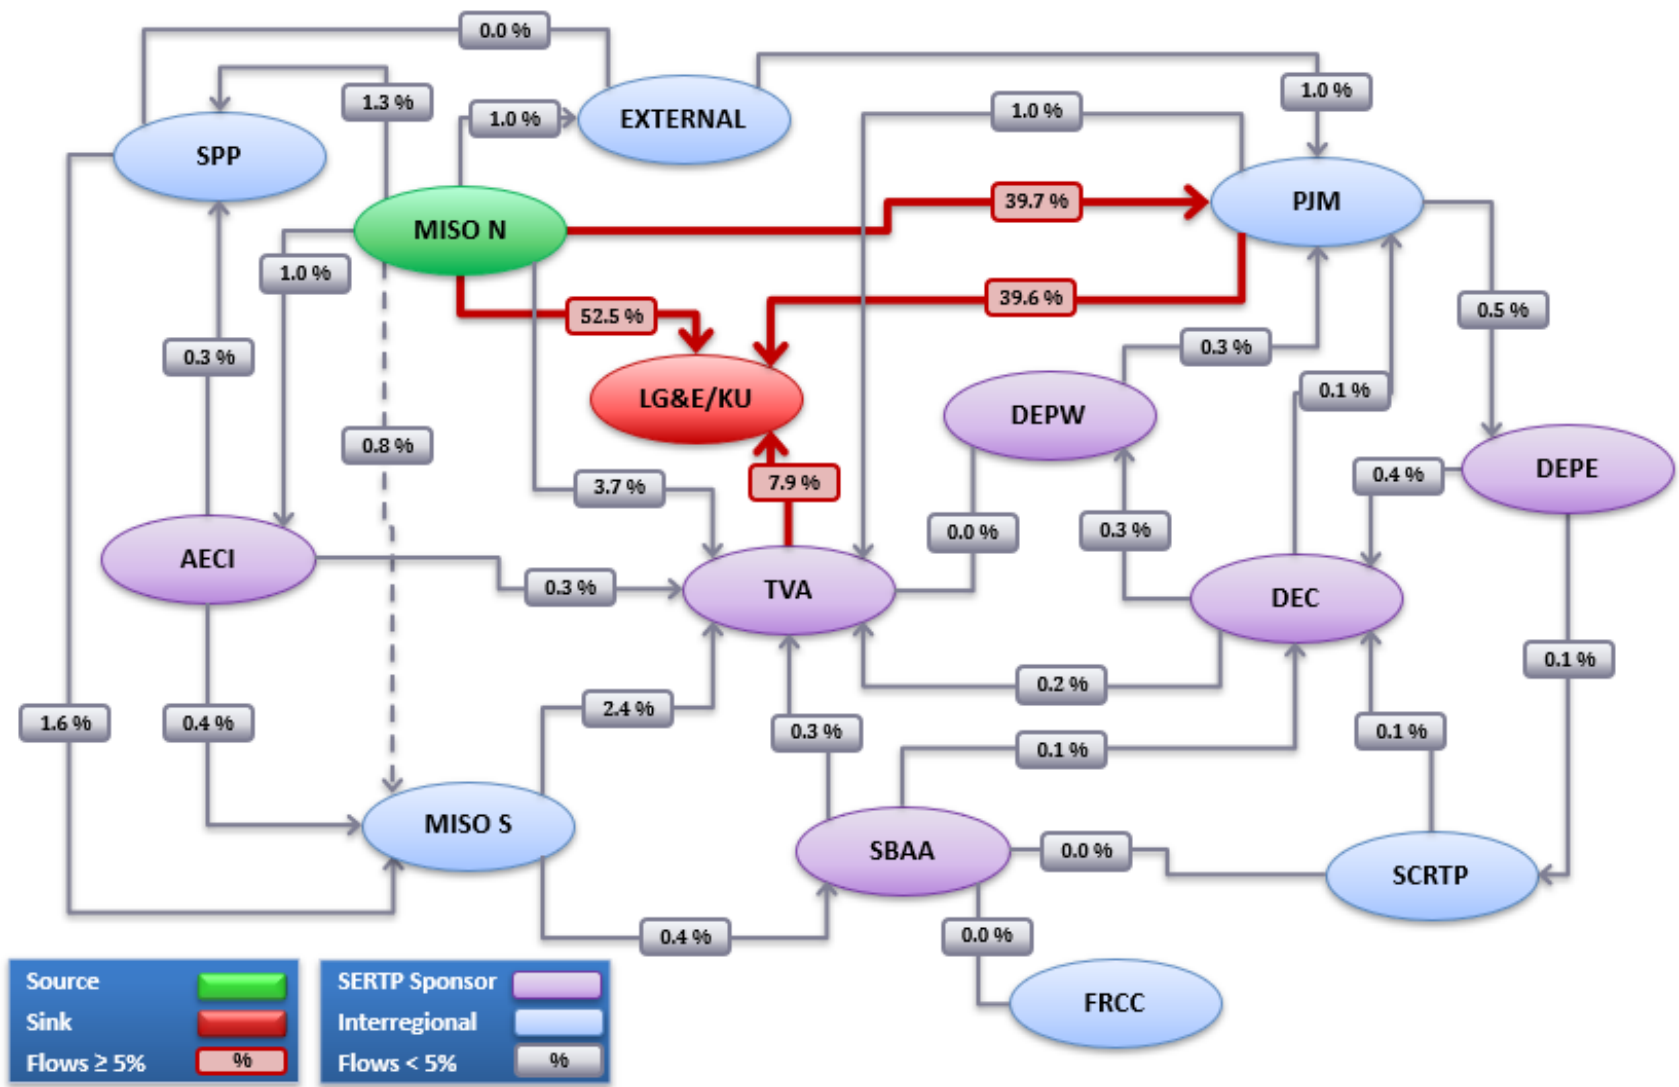 0.0 %
1.3 %
1.0 %
EXTERNAL
1.0 %
1.0 %
SPP
MISO N
39.7 %
PJM
1.0 %
52.5 %
39.6 %
0.5 %
0.3 %
0.3 %
0.1 %
LG&E/KU
DEPW
0.8 %
3.7 %
7.9 %
DEPE
0.4 %
0.0 %
0.3 %
AECI
0.3 %
TVA
DEC
0.1 %
0.2 %
1.6 %
0.4 %
2.4 %
0.3 %
0.1 %
0.1 %
MISO S
SBAA
0.0 %
SCRTP
0.4 %
0.0 %
FRCC
Source
Sink
Flows ≥ 5% %
SERTP Sponsor
Interregional
Flows < 5% %